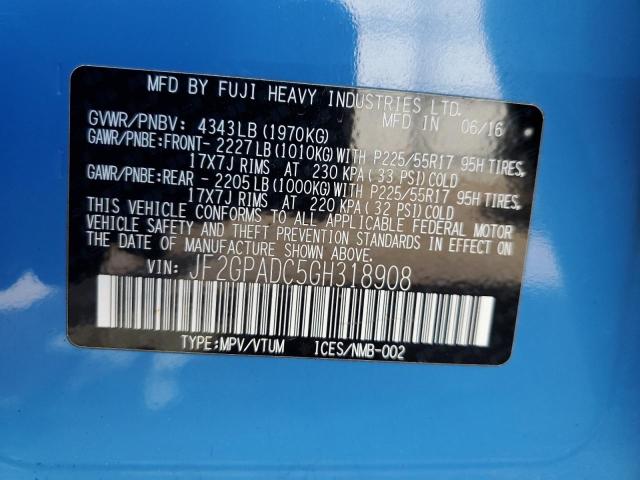 MFD BY FUJI HEAVY INDUSTRIES LTD.
MFD IN 06/16
GVWR/PNBV: 4343LB (1970KG)
GAWR/PNBE:FRONT- 2227LB (1010KG) WITH P225/55R17 95H TIRES,
17X7J RIMS AT 230 KPA (33 PSI) COLD
GAWR/PNBE:REAR - 2205LB (1000KG) WITH P225/55R17 95H TIRES,
17X7J RIMS AT 220 KPA (32 PSI) COLD
THIS VEHICLE CONFORMS TO ALL APPLICABLE FEDERAL MOTOR
VEHICLE SAFETY AND THEFT PREVENTION STANDARDS IN EFFECT ON
THE DATE OF MANUFACTURE SHOWN ABOVE.
VIN: JF2GPADC5GH318908
TYPE:MPV/VTUM ICES/NMB-002